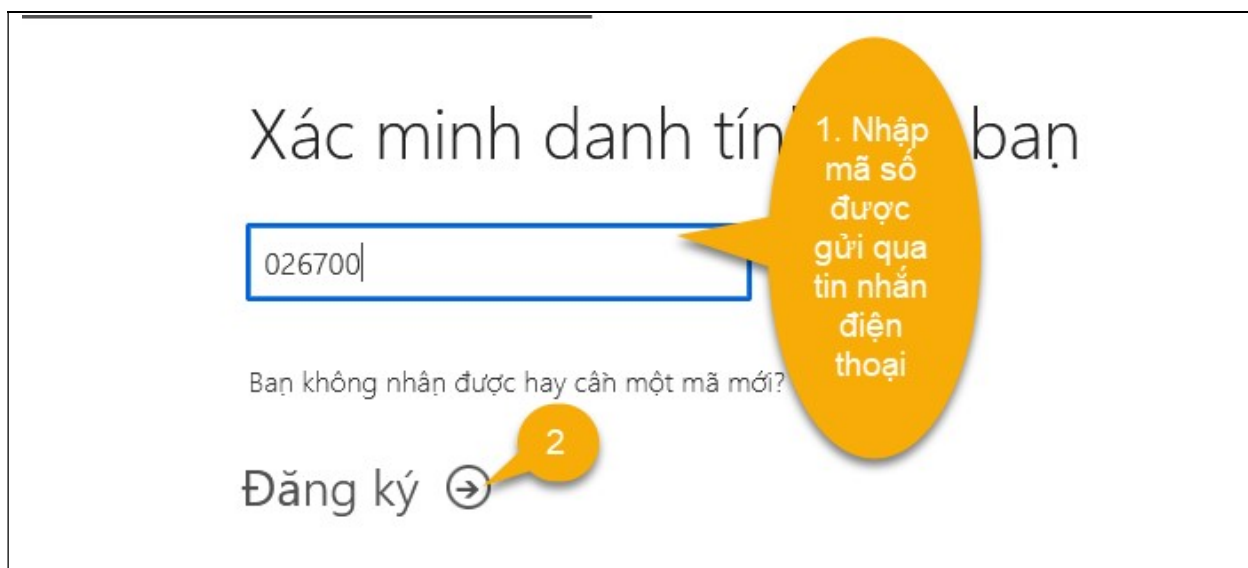 Xác minh danh tín bạn
1. Nhập
mã số
được
gửi qua
tin nhắn
điện
thoại
026700
Bạn không nhận được hay cần một mã mới?
2
Đăng ký